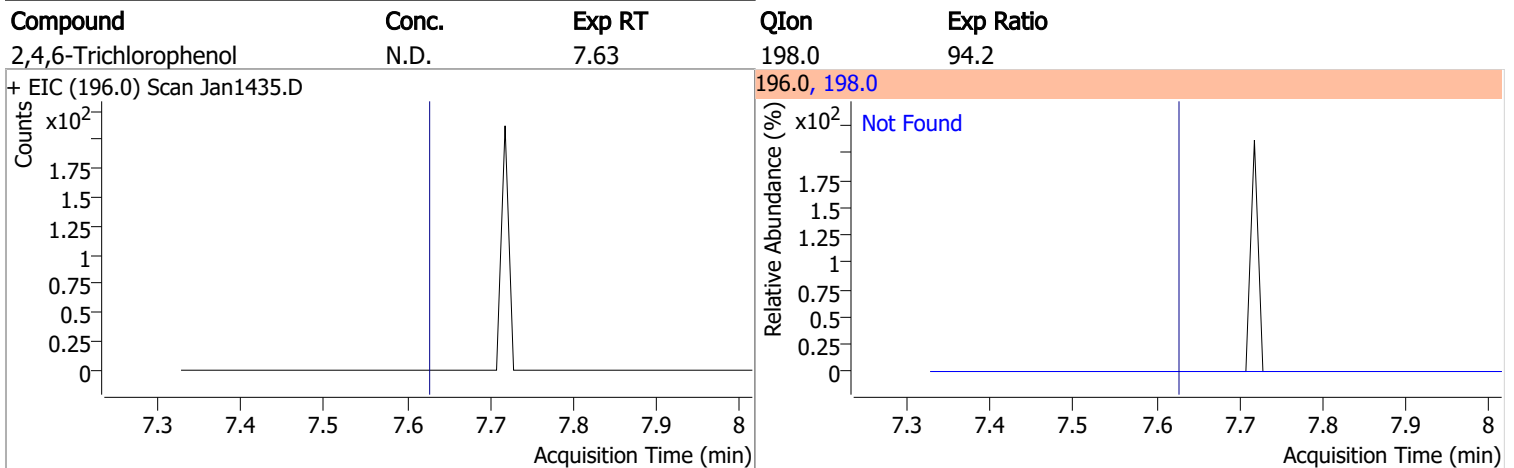 Compound Conc. Exp RT QIon Exp Ratio
2,4,6-Trichlorophenol N.D. 7.63 198.0 94.2
+ EIC (196.0) Scan Jan1435.D
Counts
x10²
1.75
1.5
1.25
1
0.75
0.5
0.25
0
7.3 7.4 7.5 7.6 7.7 7.8 7.9 8
Acquisition Time (min)
196.0, 198.0
Relative Abundance (%)
x10²
Not Found
1.75
1.5
1.25
1
0.75
0.5
0.25
0
7.3 7.4 7.5 7.6 7.7 7.8 7.9 8
Acquisition Time (min)